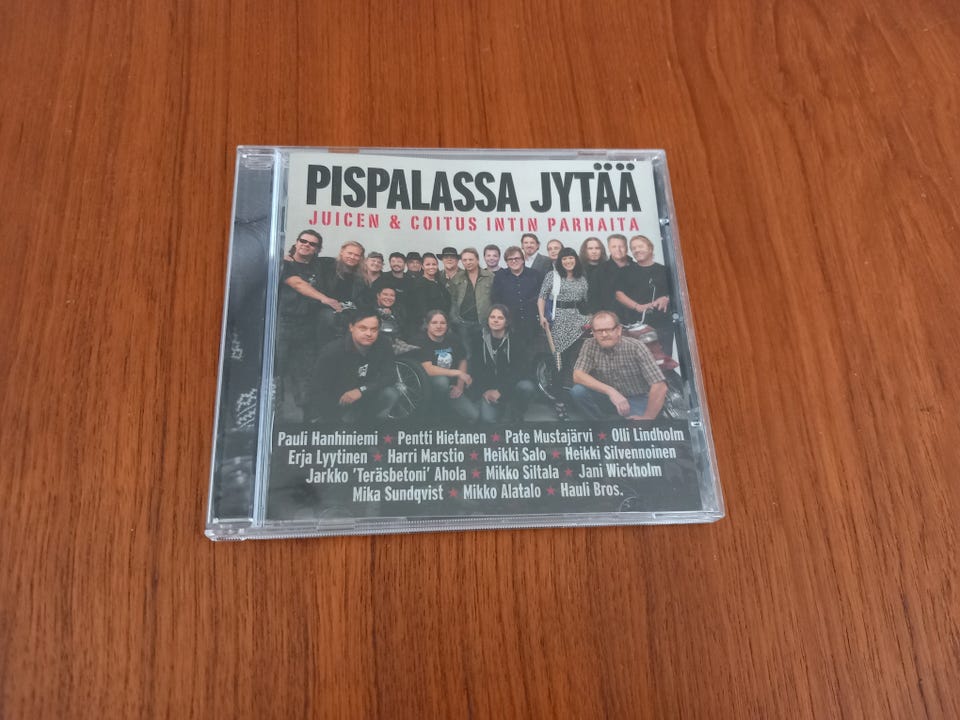 PISPALASSA JYTÄÄ
JUICEN & COITUS INTIN PARHAITA
Pauli Hanhiniemi ★ Pentti Hietanen ★ Pate Mustajärvi ★ Olli Lindholm
Erja Lyytinen ★ Harri Marstio ★ Heikki Salo ★ Heikki Silvennoinen
Jarkko 'Teräsbetoni' Ahola ★ Mikko Siltala ★ Jani Wickholm
Mika Sundqvist ★ Mikko Alatalo ★ Hauli Bros.